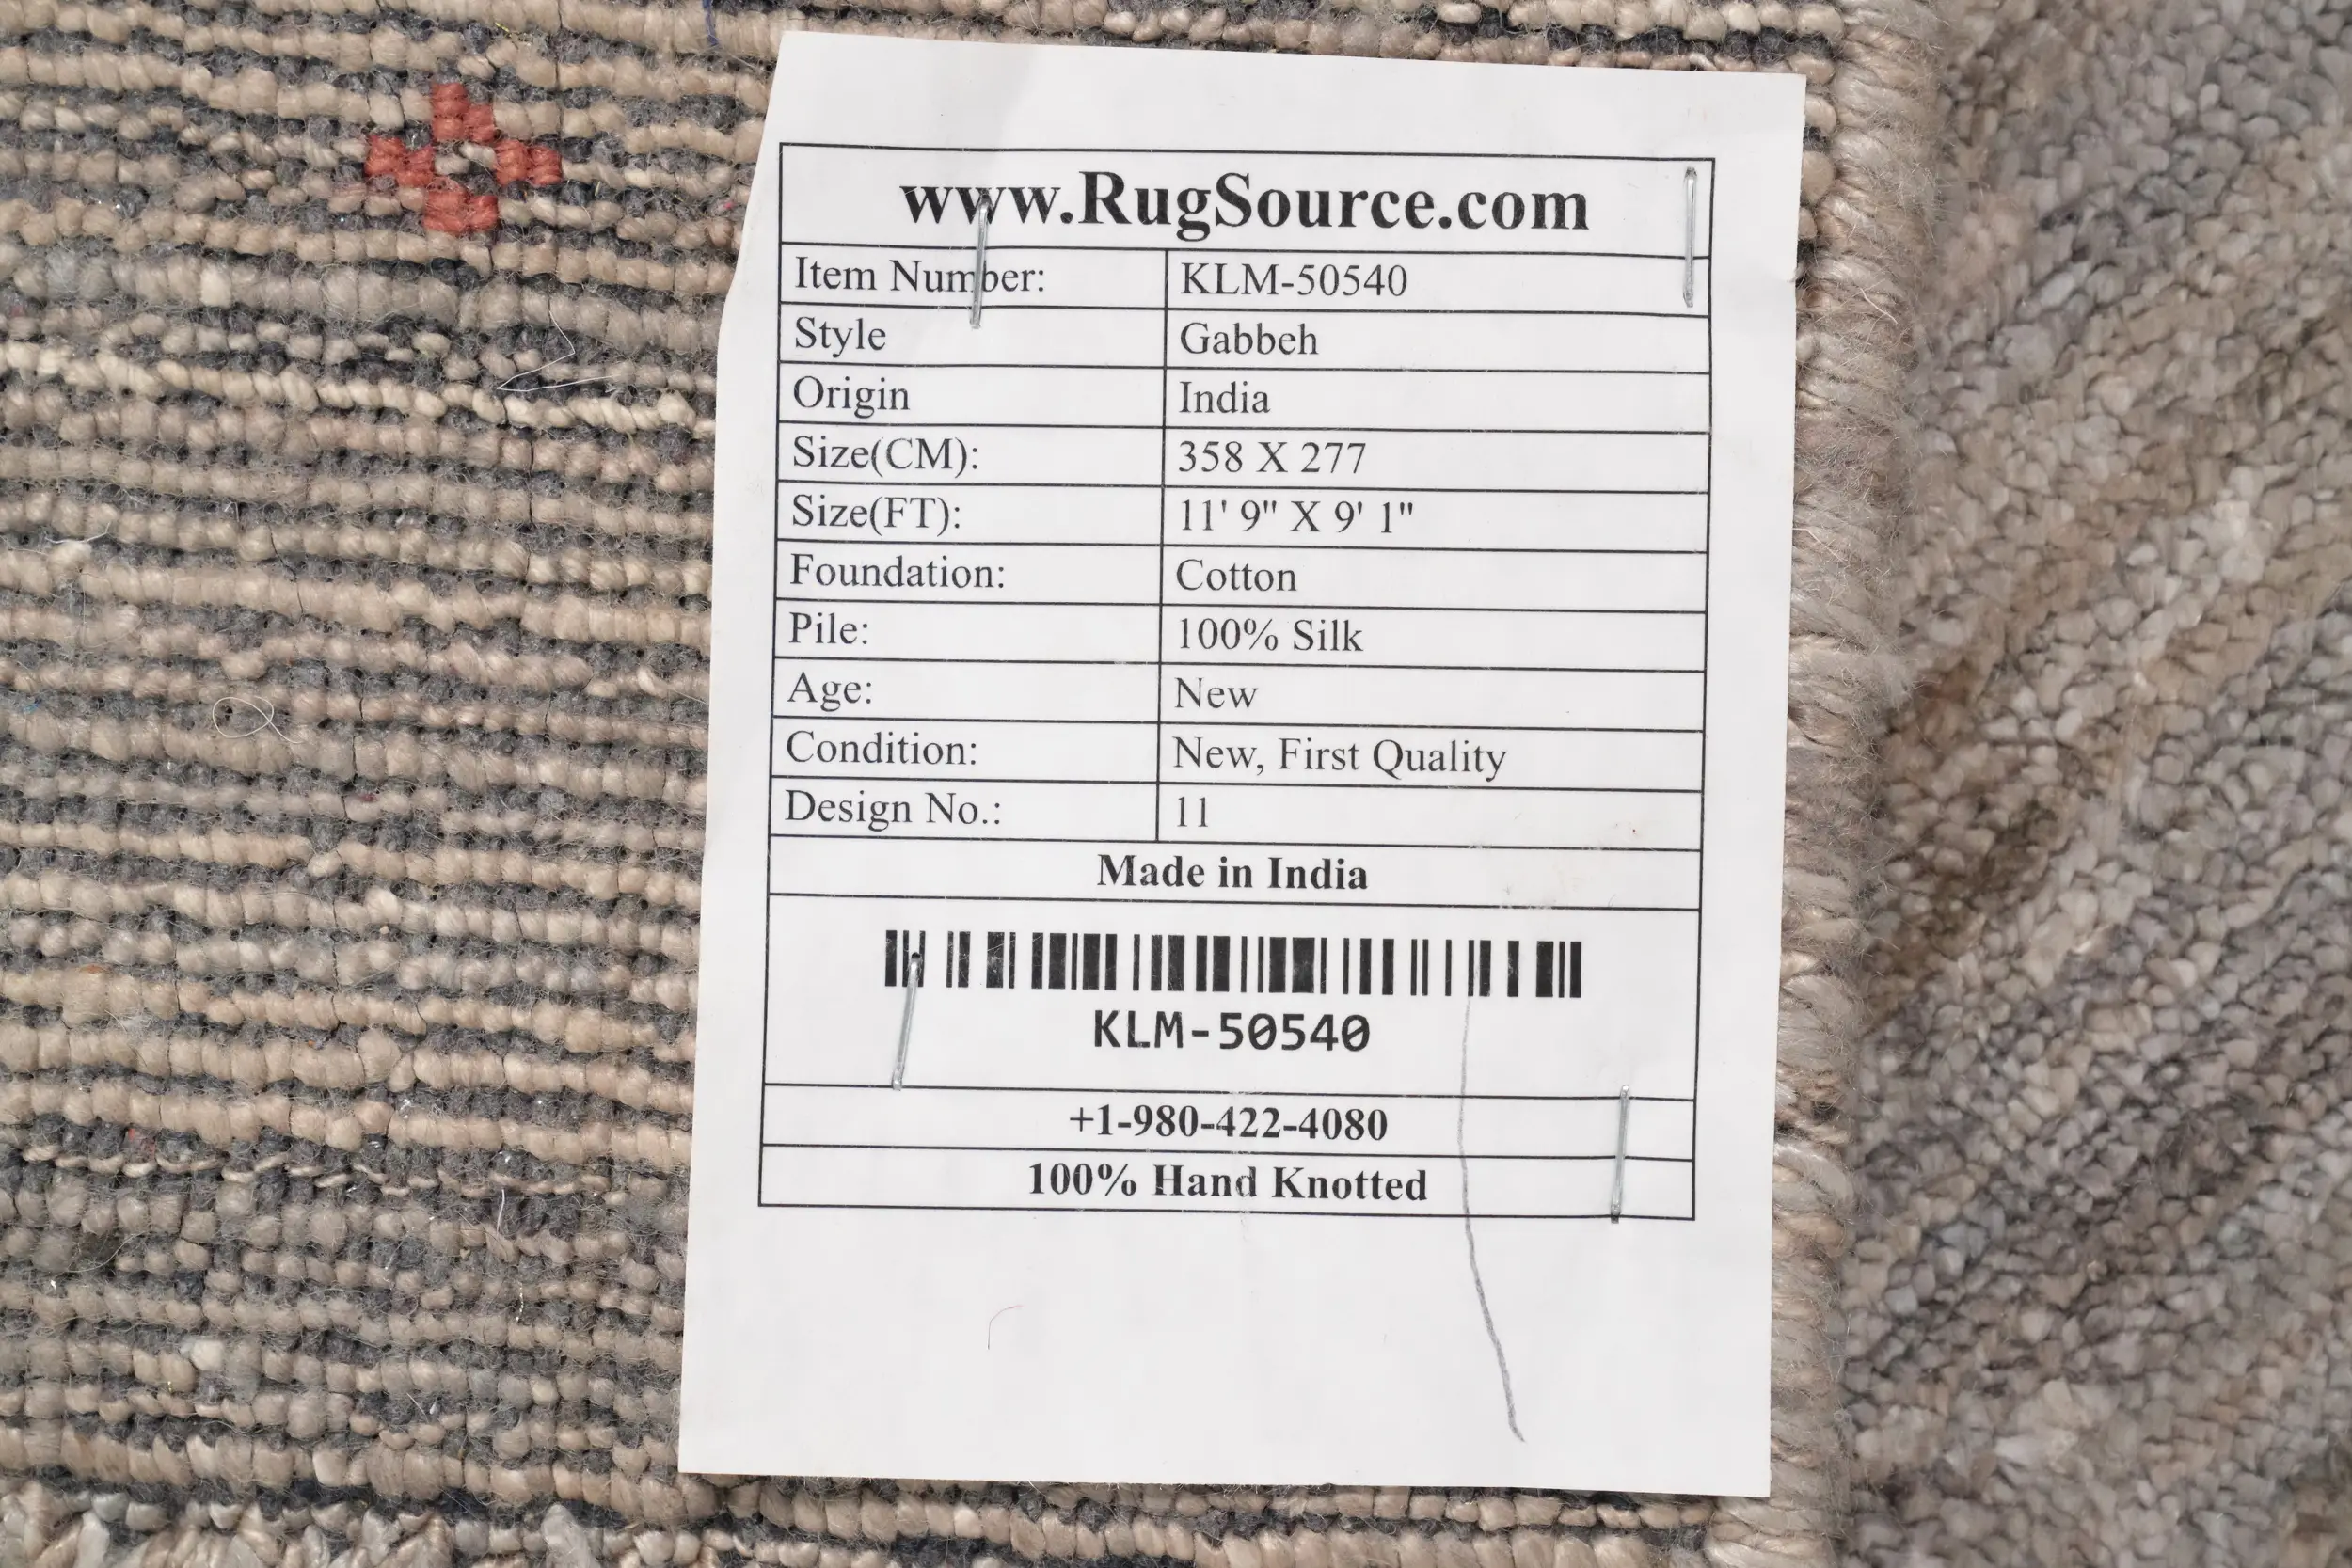 www.RugSource.com
Item Number: KLM-50540
Style Gabbeh
Origin India
Size(CM): 358 X 277
Size(FT): 11' 9" X 9' 1"
Foundation: Cotton
Pile: 100% Silk
Age: New
Condition: New, First Quality
Design No.: 11
Made in India
KLM-50540
+1-980-422-4080
100% Hand Knotted